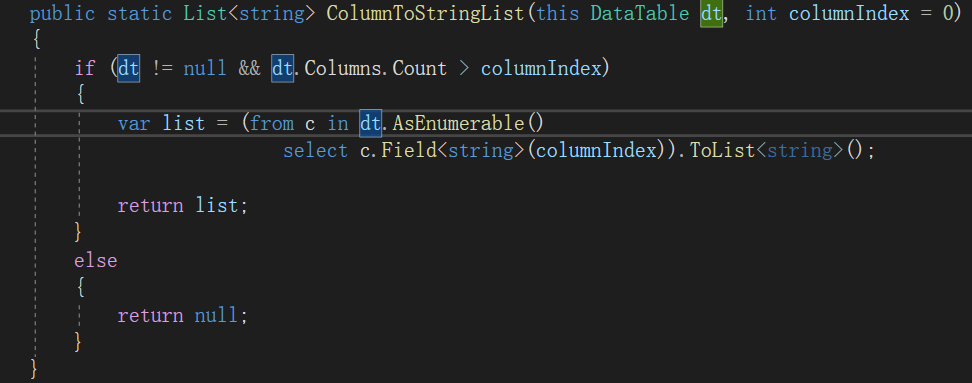 public static List<string> ColumnToStringList(this DataTable dt, int columnIndex = 0)
{
if (dt != null && dt.Columns.Count > columnIndex)
{
var list = (from c in dt.AsEnumerable()
select c.Field<string>(columnIndex)).ToList<string>();
return list;
}
else
{
return null;
}
}